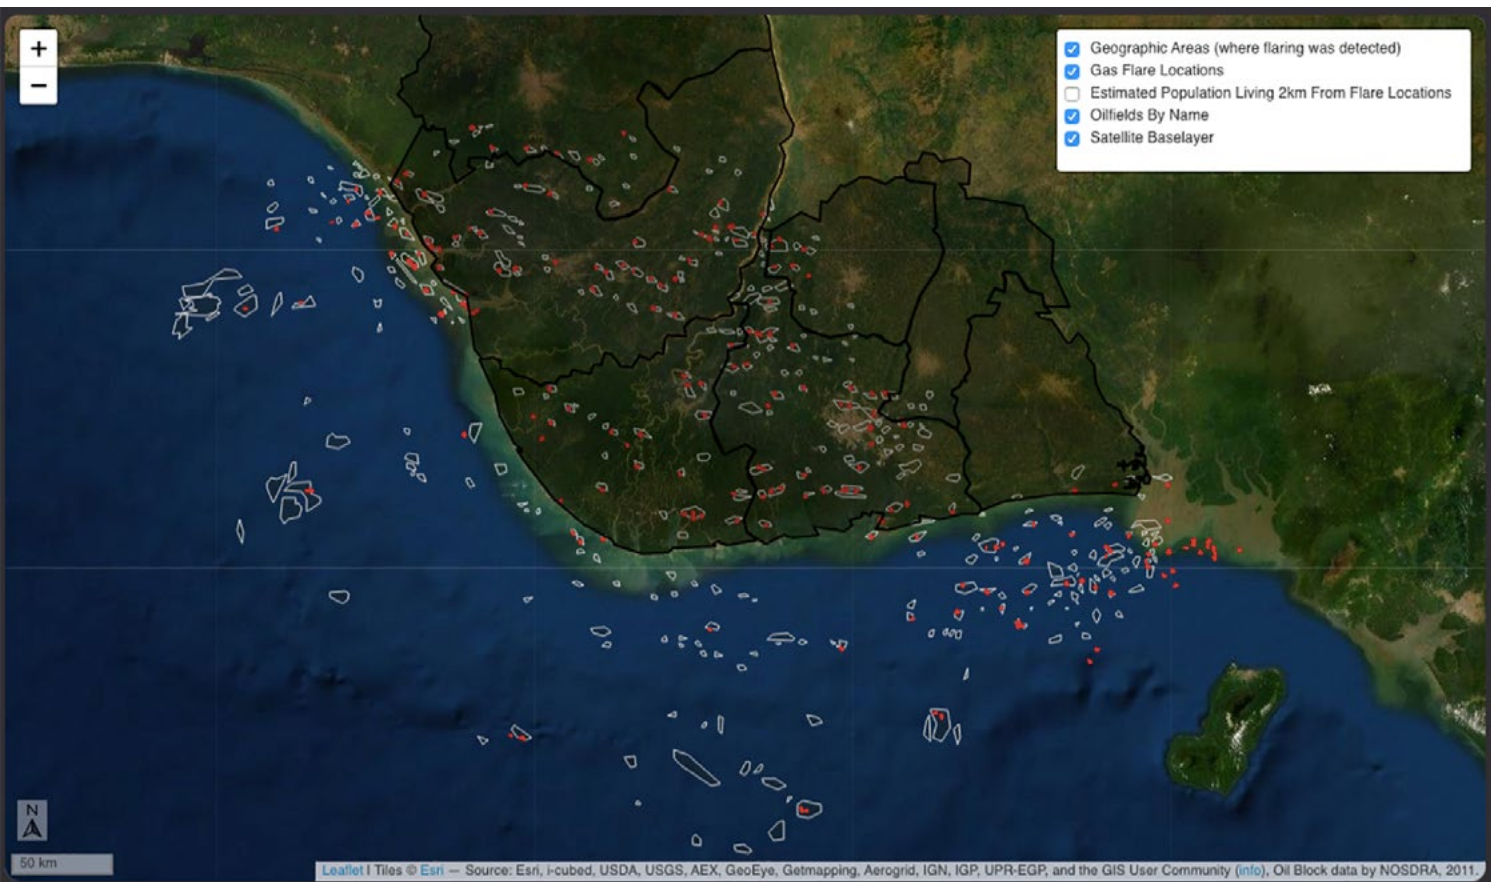 +
−
Geographic Areas (where flaring was detected)
Gas Flare Locations
Estimated Population Living 2km From Flare Locations
Oilfields By Name
Satellite Baselayer
N
50 km
Leaflet | Tiles © Esri — Source: Esri, i-cubed, USDA, USGS, AEX, GeoEye, Getmapping, Aerogrid, IGN, IGP, UPR-EGP, and the GIS User Community (info), Oil Block data by NOSDRA, 2011.